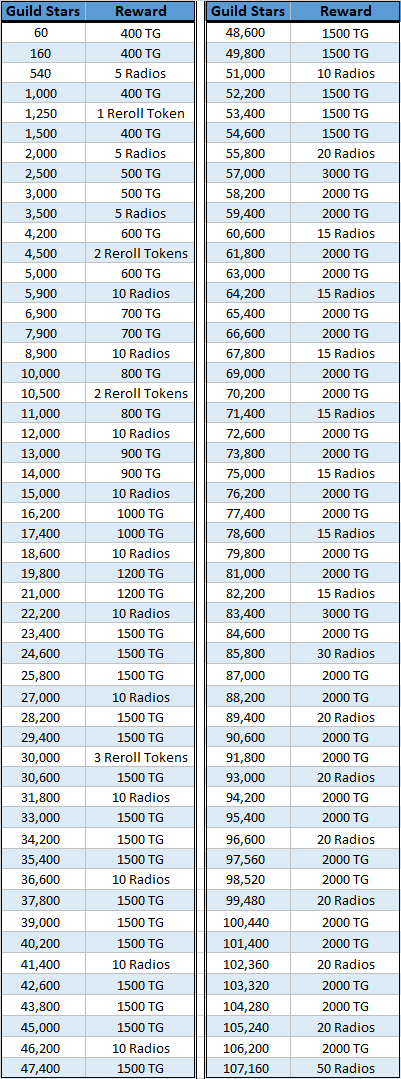 Guild Stars Reward Guild Stars Reward
60 400 TG 48,600 1500 TG
160 400 TG 49,800 1500 TG
540 5 Radios 51,000 10 Radios
1,000 400 TG 52,200 1500 TG
1,250 1 Reroll Token 53,400 1500 TG
1,500 400 TG 54,600 1500 TG
2,000 5 Radios 55,800 20 Radios
2,500 500 TG 57,000 3000 TG
3,000 500 TG 58,200 2000 TG
3,500 5 Radios 59,400 2000 TG
4,200 600 TG 60,600 15 Radios
4,500 2 Reroll Tokens 61,800 2000 TG
5,000 600 TG 63,000 2000 TG
5,900 10 Radios 64,200 15 Radios
6,900 700 TG 65,400 2000 TG
7,900 700 TG 66,600 2000 TG
8,900 10 Radios 67,800 15 Radios
10,000 800 TG 69,000 2000 TG
10,500 2 Reroll Tokens 70,200 2000 TG
11,000 800 TG 71,400 15 Radios
12,000 10 Radios 72,600 2000 TG
13,000 900 TG 73,800 2000 TG
14,000 900 TG 75,000 15 Radios
15,000 10 Radios 76,200 2000 TG
16,200 1000 TG 77,400 2000 TG
17,400 1000 TG 78,600 15 Radios
18,600 10 Radios 79,800 2000 TG
19,800 1200 TG 81,000 2000 TG
21,000 1200 TG 82,200 15 Radios
22,200 10 Radios 83,400 3000 TG
23,400 1500 TG 84,600 2000 TG
24,600 1500 TG 85,800 30 Radios
25,800 1500 TG 87,000 2000 TG
27,000 10 Radios 88,200 2000 TG
28,200 1500 TG 89,400 20 Radios
29,400 1500 TG 90,600 2000 TG
30,000 3 Reroll Tokens 91,800 2000 TG
30,600 1500 TG 93,000 20 Radios
31,800 10 Radios 94,200 2000 TG
33,000 1500 TG 95,400 2000 TG
34,200 1500 TG 96,600 20 Radios
35,400 1500 TG 97,560 2000 TG
36,600 10 Radios 98,520 2000 TG
37,800 1500 TG 99,480 20 Radios
39,000 1500 TG 100,440 2000 TG
40,200 1500 TG 101,400 2000 TG
41,400 10 Radios 102,360 20 Radios
42,600 1500 TG 103,320 2000 TG
43,800 1500 TG 104,280 2000 TG
45,000 1500 TG 105,240 20 Radios
46,200 10 Radios 106,200 2000 TG
47,400 1500 TG 107,160 50 Radios